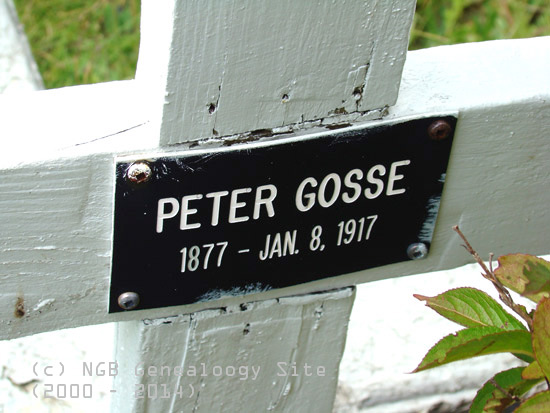 PETER GOSSE
1877 - JAN. 8, 1917
(c) NGB Genealoogy Site
(2000 - 2014)